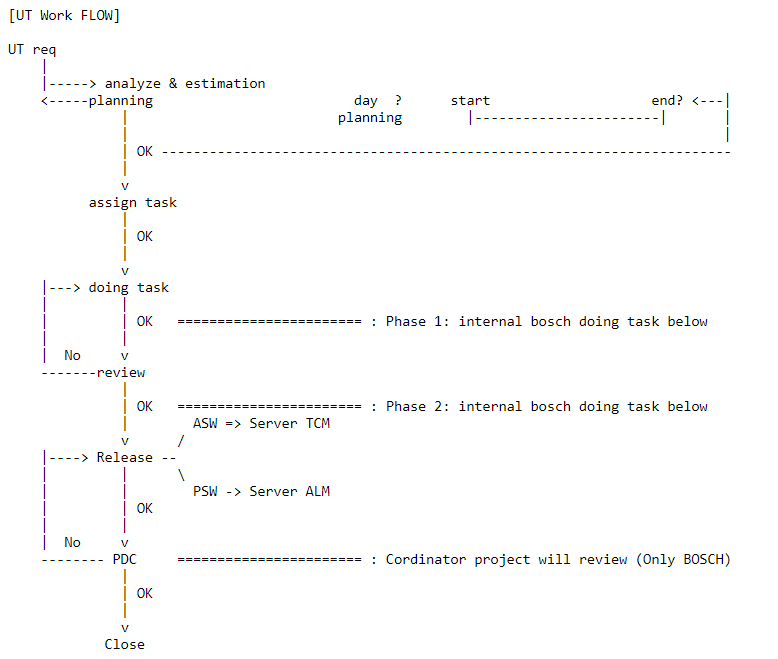 [UT Work FLOW]
UT req
|
|-----> analyze & estimation
<-----planning day ? start end? <---|
| planning |-----------------------| |
| |
| OK -----------------------------------------------------------------------
|
v
assign task
|
| OK
|
v
|---> doing task
| |
| | OK ======================= : Phase 1: internal bosch doing task below
| |
| No v
-------review
|
| OK ======================= : Phase 2: internal bosch doing task below
| ASW => Server TCM
v /
|----> Release --
| | \
| | PSW -> Server ALM
| | OK
| |
| No v
-------- PDC ======================= : Cordinator project will review (Only BOSCH)
|
| OK
|
v
Close